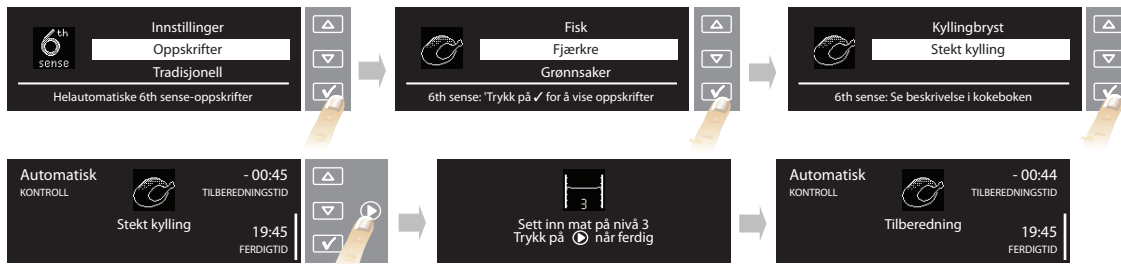 6th
sense
Innstillinger
Oppskrifter
Tradisjonell
Helautomatiske 6th sense-oppskrifter
Fisk
Fjærkre
Grønnsaker
6th sense: 'Trykk på ✓ for å vise oppskrifter
Kyllingbryst
Stekt kylling
6th sense: Se beskrivelse i kokeboken
Automatisk
KONTROLL
- 00:45
TILBEREDNINGSTID
Stekt kylling
19:45
FERDIGTID
3
Sett inn mat på nivå 3
Trykk på når ferdig
Automatisk
KONTROLL
- 00:44
TILBEREDNINGSTID
Tilberedning
19:45
FERDIGTID